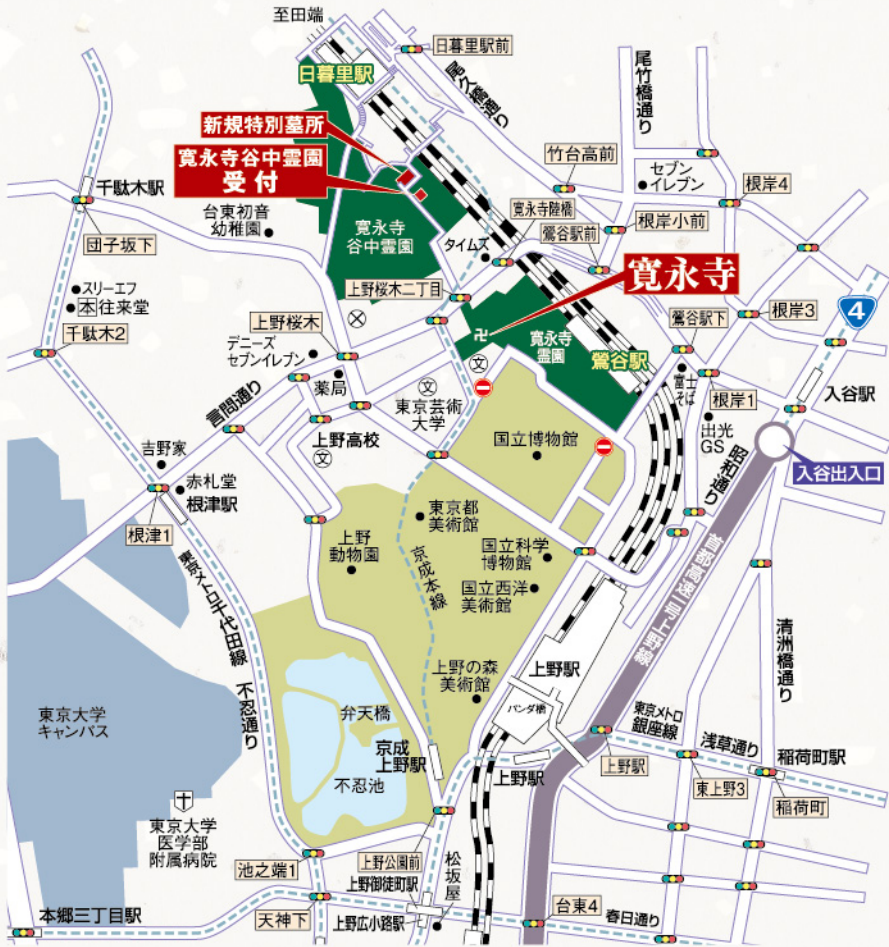 至田端
日暮里駅
日暮里駅前
尾久橋通り
尾竹橋通り
新規特別墓所
寛永寺谷中霊園
受付
竹台高前
セブン
イレブン
根岸4
千駄木駅
台東初音
幼稚園
寛永寺
谷中霊園
寛永寺陸橋
根岸小前
団子坂下
タイムズ
鶯谷駅前
寛永寺
スリーエフ
本往来堂
上野桜木二丁目
4
千駄木2
上野桜木
卍
寛永寺
霊園
鶯谷駅
鶯谷駅下
根岸3
デニーズ
セブンイレブン
文
薬局
文
東京芸術
大学
富士
そば
根岸1
入谷駅
言問通り
上野高校
文
国立博物館
出光
GS
昭和通り
入谷出入口
吉野家
赤札堂
根津駅
根津1
上野
動物園
東京都
美術館
京成本線
国立科学
博物館
国立西洋
美術館
首都高速一号上野線
東京メトロ千代田線
不忍通り
清洲橋通り
上野の森
美術館
上野駅
パンダ橋
東京大学
キャンバス
弁天橋
京成
上野駅
不忍池
東京メトロ
銀座線
浅草通り
稲荷町駅
上野駅
上野駅
東上野3
稲荷町
東京大学
医学部
附属病院
池之端1
上野公園前
上野御徒町駅
松坂屋
本郷三丁目駅
天神下
上野広小路駅
台東4
春日通り